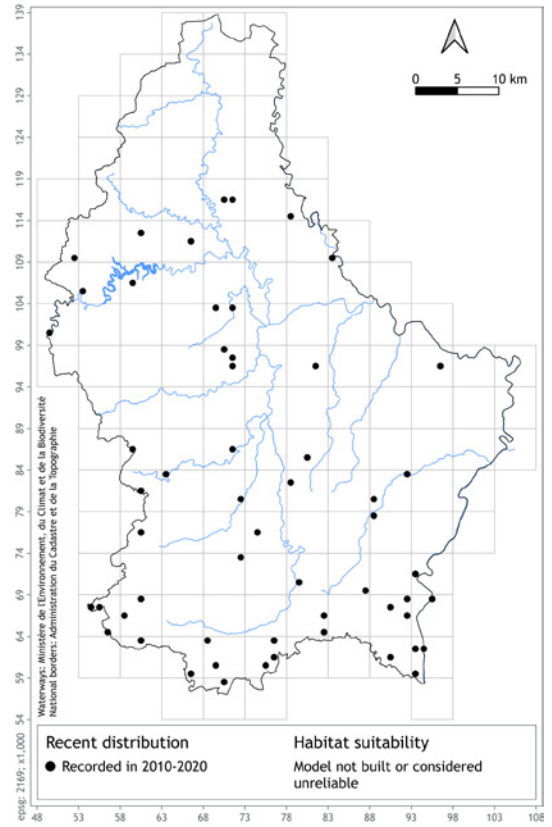 139
134
129
124
119
114
109
104
99
94
89
84
79
74
69
64
59
54
0 5 10 km
Waterways: Ministère de l'Environnement, du Climat et de la Biodiversité
National borders: Administration du Cadastre et de la Topographie
epsg: 2169; x1,000
Recent distribution
Recorded in 2010-2020
Habitat suitability
Model not built or considered
unreliable
48 53 58 63 68 73 78 83 88 93 98 103 108